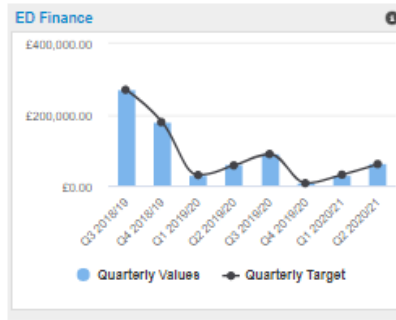 ED Finance
£400,000.00
£200,000.00
£0.00
Q3 2018/19
Q4 2018/19
Q1 2019/20
Q2 2019/20
Q3 2019/20
Q4 2019/20
Q1 2020/21
Q2 2020/21
Quarterly Values
Quarterly Target